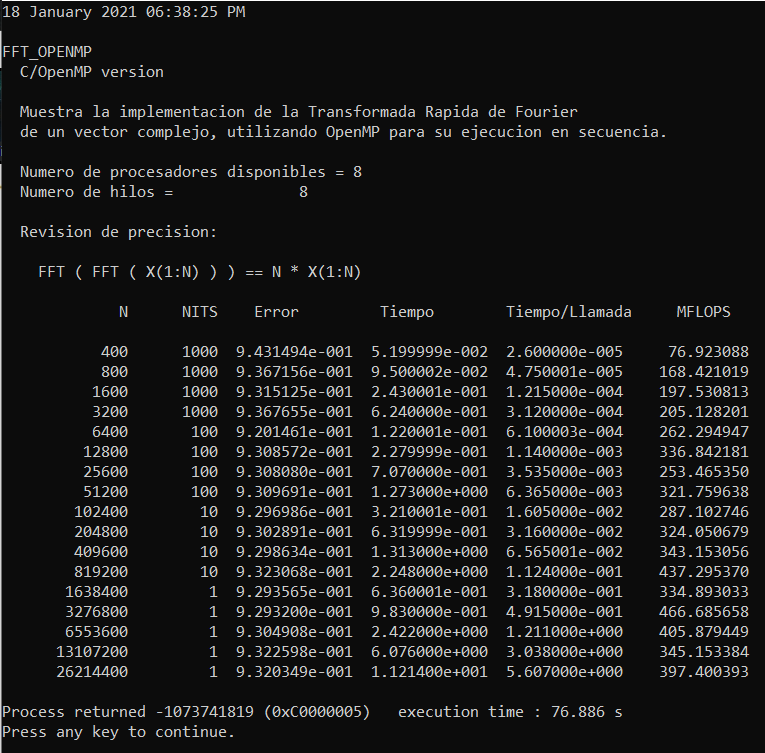 18 January 2021 06:38:25 PM
FFT_OPENMP
C/OpenMP version
Muestra la implementacion de la Transformada Rapida de Fourier
de un vector complejo, utilizando OpenMP para su ejecucion en secuencia.
Numero de procesadores disponibles = 8
Numero de hilos = 8
Revision de precision:
FFT ( FFT ( X(1:N) ) ) == N * X(1:N)
N NITS Error Tiempo Tiempo/Llamada MFLOPS
400 1000 9.431494e-001 5.199999e-002 2.600000e-005 76.923088
800 1000 9.367156e-001 9.500002e-002 4.750001e-005 168.421019
1600 1000 9.315125e-001 2.430001e-001 1.215000e-004 197.530813
3200 1000 9.367655e-001 6.240000e-001 3.120000e-004 205.128201
6400 100 9.201461e-001 1.220001e-001 6.100003e-004 262.294947
12800 100 9.308572e-001 2.279999e-001 1.140000e-003 336.842181
25600 100 9.308080e-001 7.070000e-001 3.535000e-003 253.465350
51200 100 9.309691e-001 1.273000e+000 6.365000e-003 321.759638
102400 10 9.296986e-001 3.210001e-001 1.605000e-002 287.102746
204800 10 9.302891e-001 6.319999e-001 3.160000e-002 324.050679
409600 10 9.298634e-001 1.313000e+000 6.565001e-002 343.153056
819200 10 9.323068e-001 2.248000e+000 1.124000e-001 437.295370
1638400 1 9.293565e-001 6.360001e-001 3.180000e-001 334.893033
3276800 1 9.293200e-001 9.830000e-001 4.915000e-001 466.685658
6553600 1 9.304908e-001 2.422000e+000 1.211000e+000 405.879449
13107200 1 9.322598e-001 6.076000e+000 3.038000e+000 345.153384
26214400 1 9.320349e-001 1.121400e+001 5.607000e+000 397.400393
Process returned -1073741819 (0xC0000005) execution time : 76.886 s
Press any key to continue.